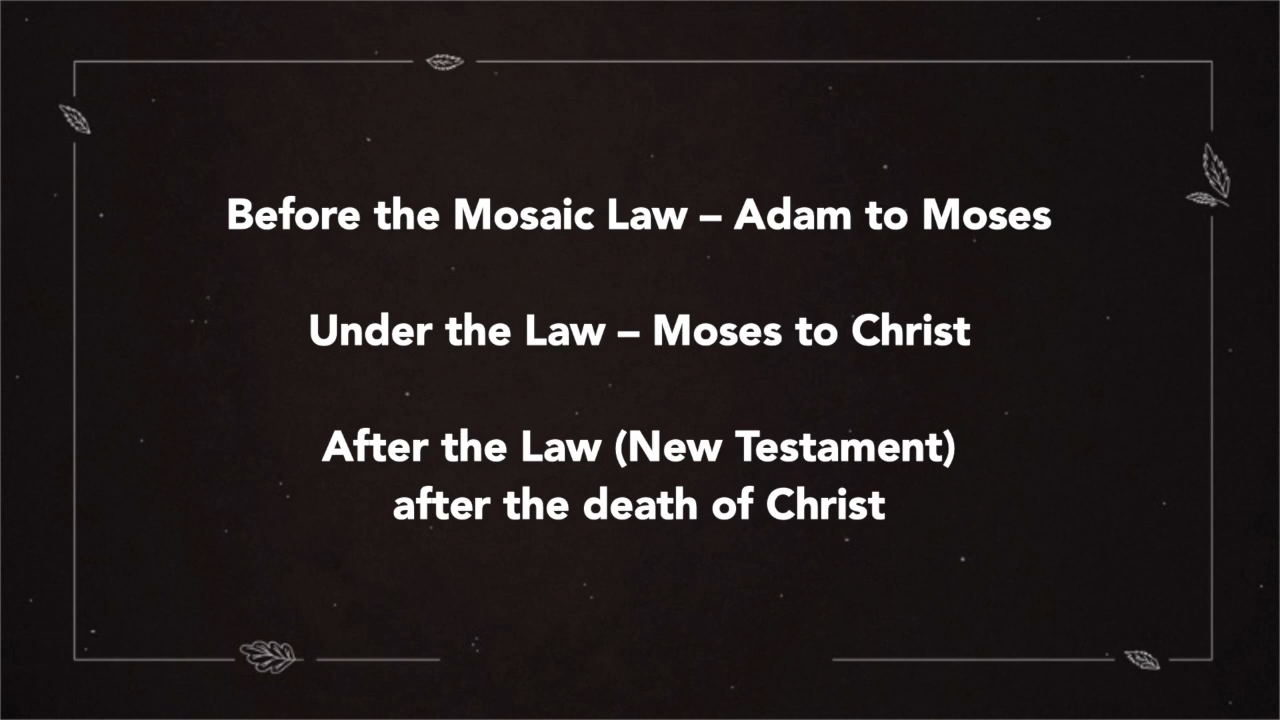 Before the Mosaic Law – Adam to Moses
Under the Law – Moses to Christ
After the Law (New Testament)
after the death of Christ